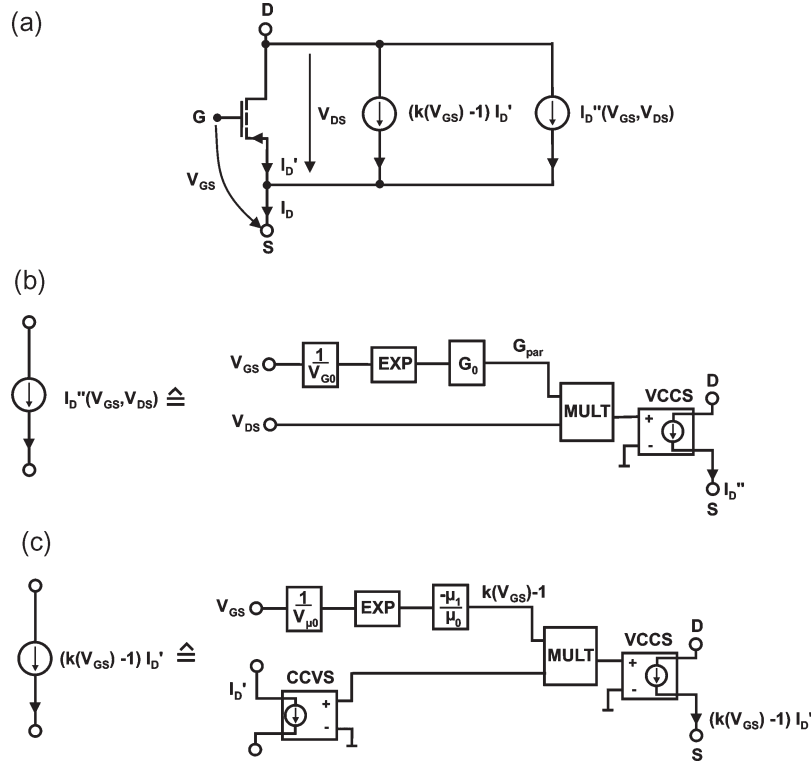 (a)
D
G
V_DS
(k(V_GS) -1) I_D'
I_D''(V_GS,V_DS)
V_GS
I_D'
I_D
S
(b)
I_D''(V_GS,V_DS) ≙
V_GS
1/V_G0
EXP
G_0
G_par
V_DS
MULT
VCCS
+
-
D
I_D''
S
(c)
(k(V_GS) -1) I_D' ≙
V_GS
1/V_μ0
EXP
-μ_1/μ_0
k(V_GS)-1
I_D'
CCVS
+
-
MULT
VCCS
+
-
D
(k(V_GS) -1) I_D'
S